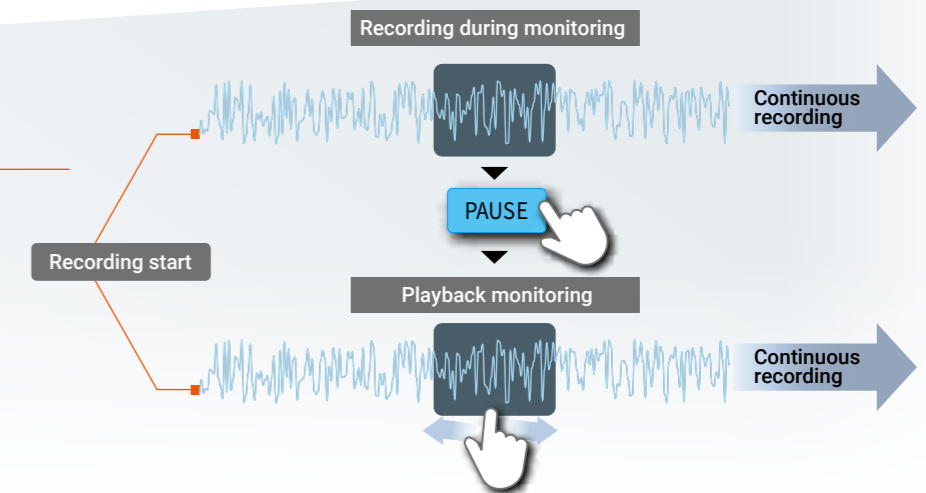 Recording during monitoring
Continuous
recording
PAUSE
Recording start
Playback monitoring
Continuous
recording